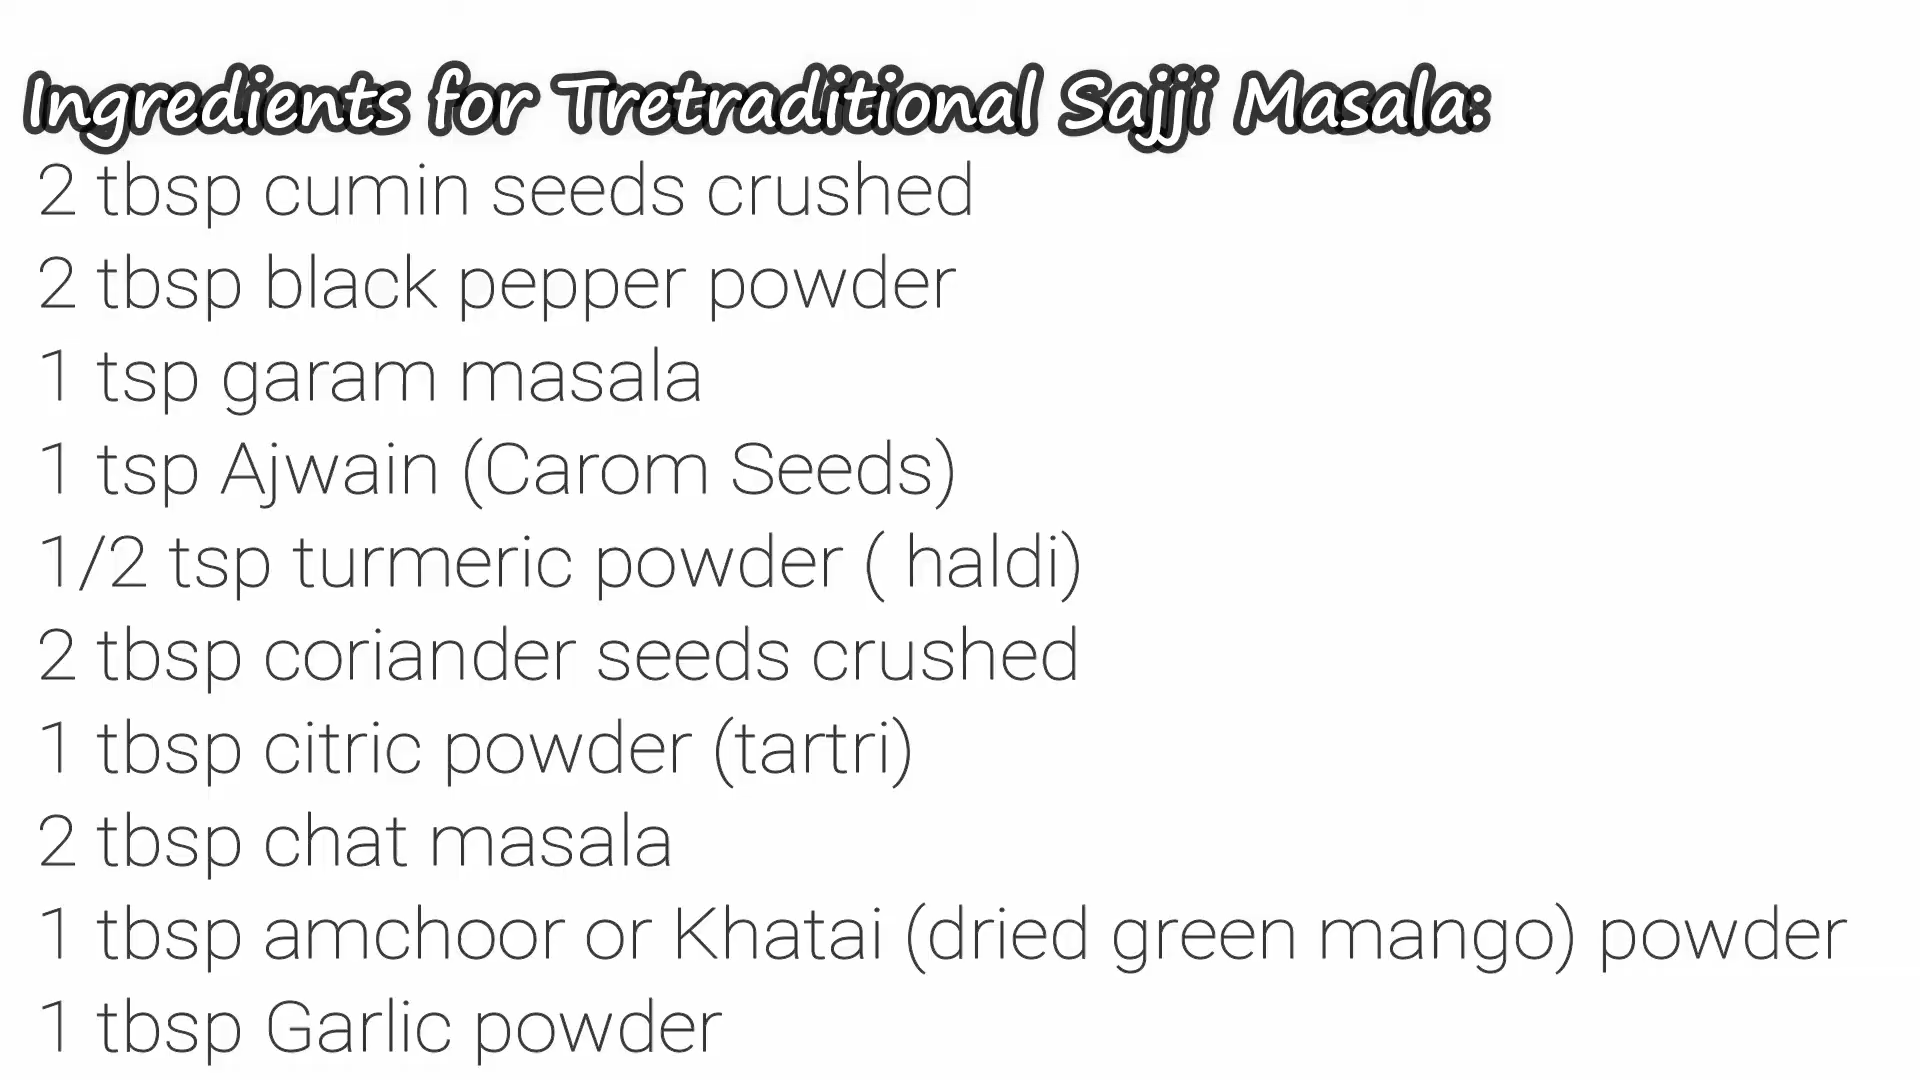 Ingredients for Tretraditional Sajji Masala:
2 tbsp cumin seeds crushed
2 tbsp black pepper powder
1 tsp garam masala
1 tsp Ajwain (Carom Seeds)
1/2 tsp turmeric powder ( haldi)
2 tbsp coriander seeds crushed
1 tbsp citric powder (tartri)
2 tbsp chat masala
1 tbsp amchoor or Khatai (dried green mango) powder
1 tbsp Garlic powder